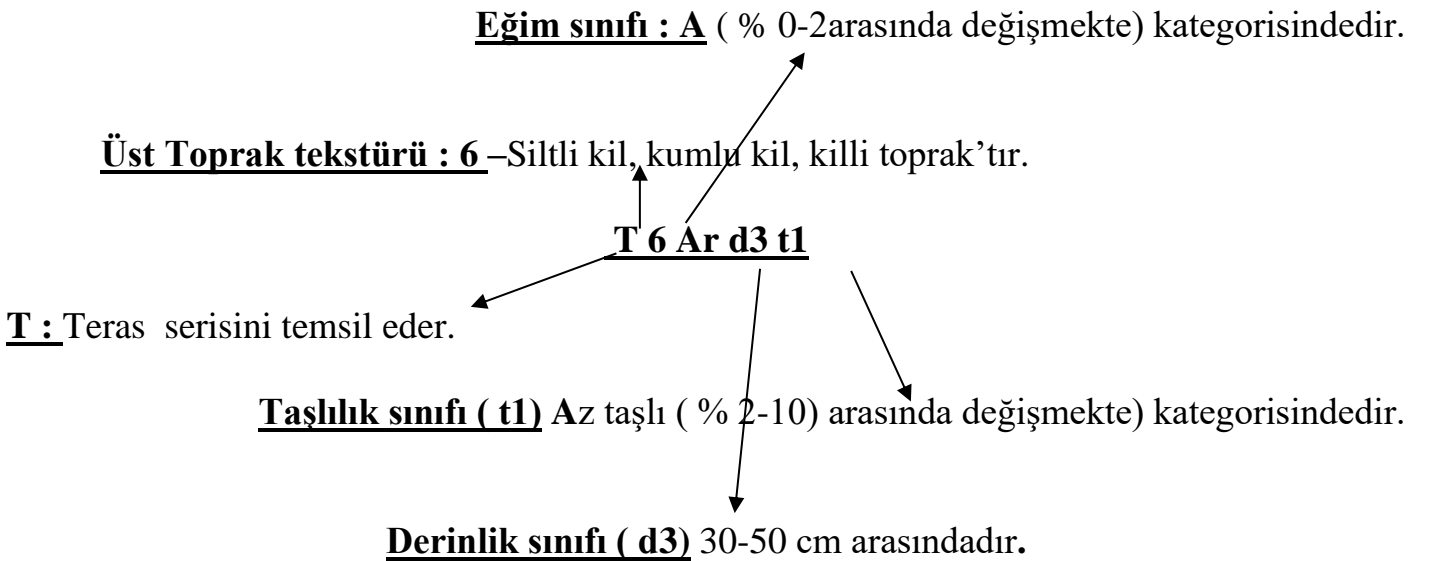 Eğim sınıfı : A ( % 0-2arasında değişmekte) kategorisindedir.
Üst Toprak tekstürü : 6 –Siltli kil, kumlu kil, killi toprak’tır.
T 6 Ar d3 t1
T : Teras serisini temsil eder.
Taşlılık sınıfı ( t1) Az taşlı ( % 2-10) arasında değişmekte) kategorisindedir.
Derinlik sınıfı ( d3) 30-50 cm arasındadır.